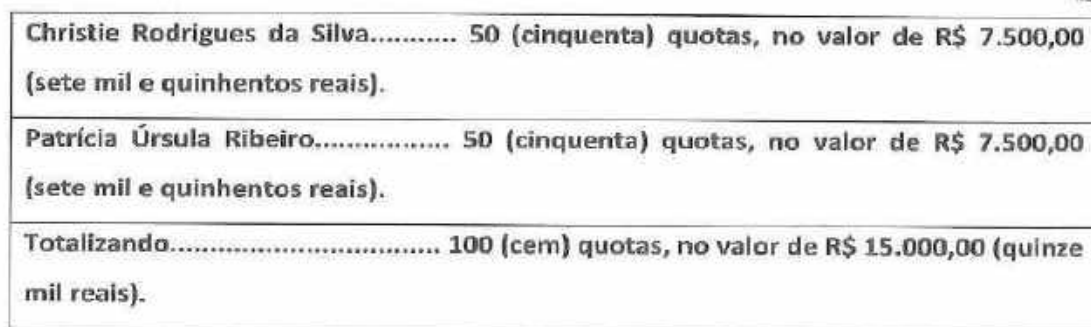 Christie Rodrigues da Silva........... 50 (cinquenta) quotas, no valor de R$ 7.500,00
(sete mil e quinhentos reais).
Patrícia Úrsula Ribeiro................. 50 (cinquenta) quotas, no valor de R$ 7.500,00
(sete mil e quinhentos reais).
Totalizando.................................. 100 (cem) quotas, no valor de R$ 15.000,00 (quinze
mil reais).